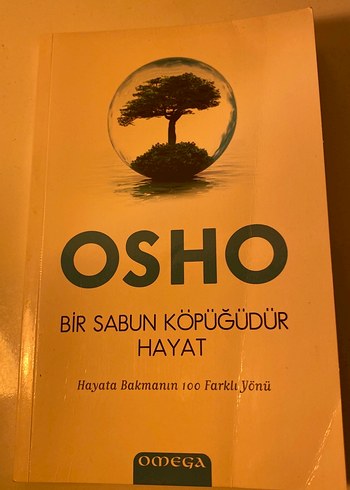 OSHO
BİR SABUN KÖPÜĞÜDÜR
HAYAT
Hayata Bakmanın 100 Farklı Yönü
OMEGA